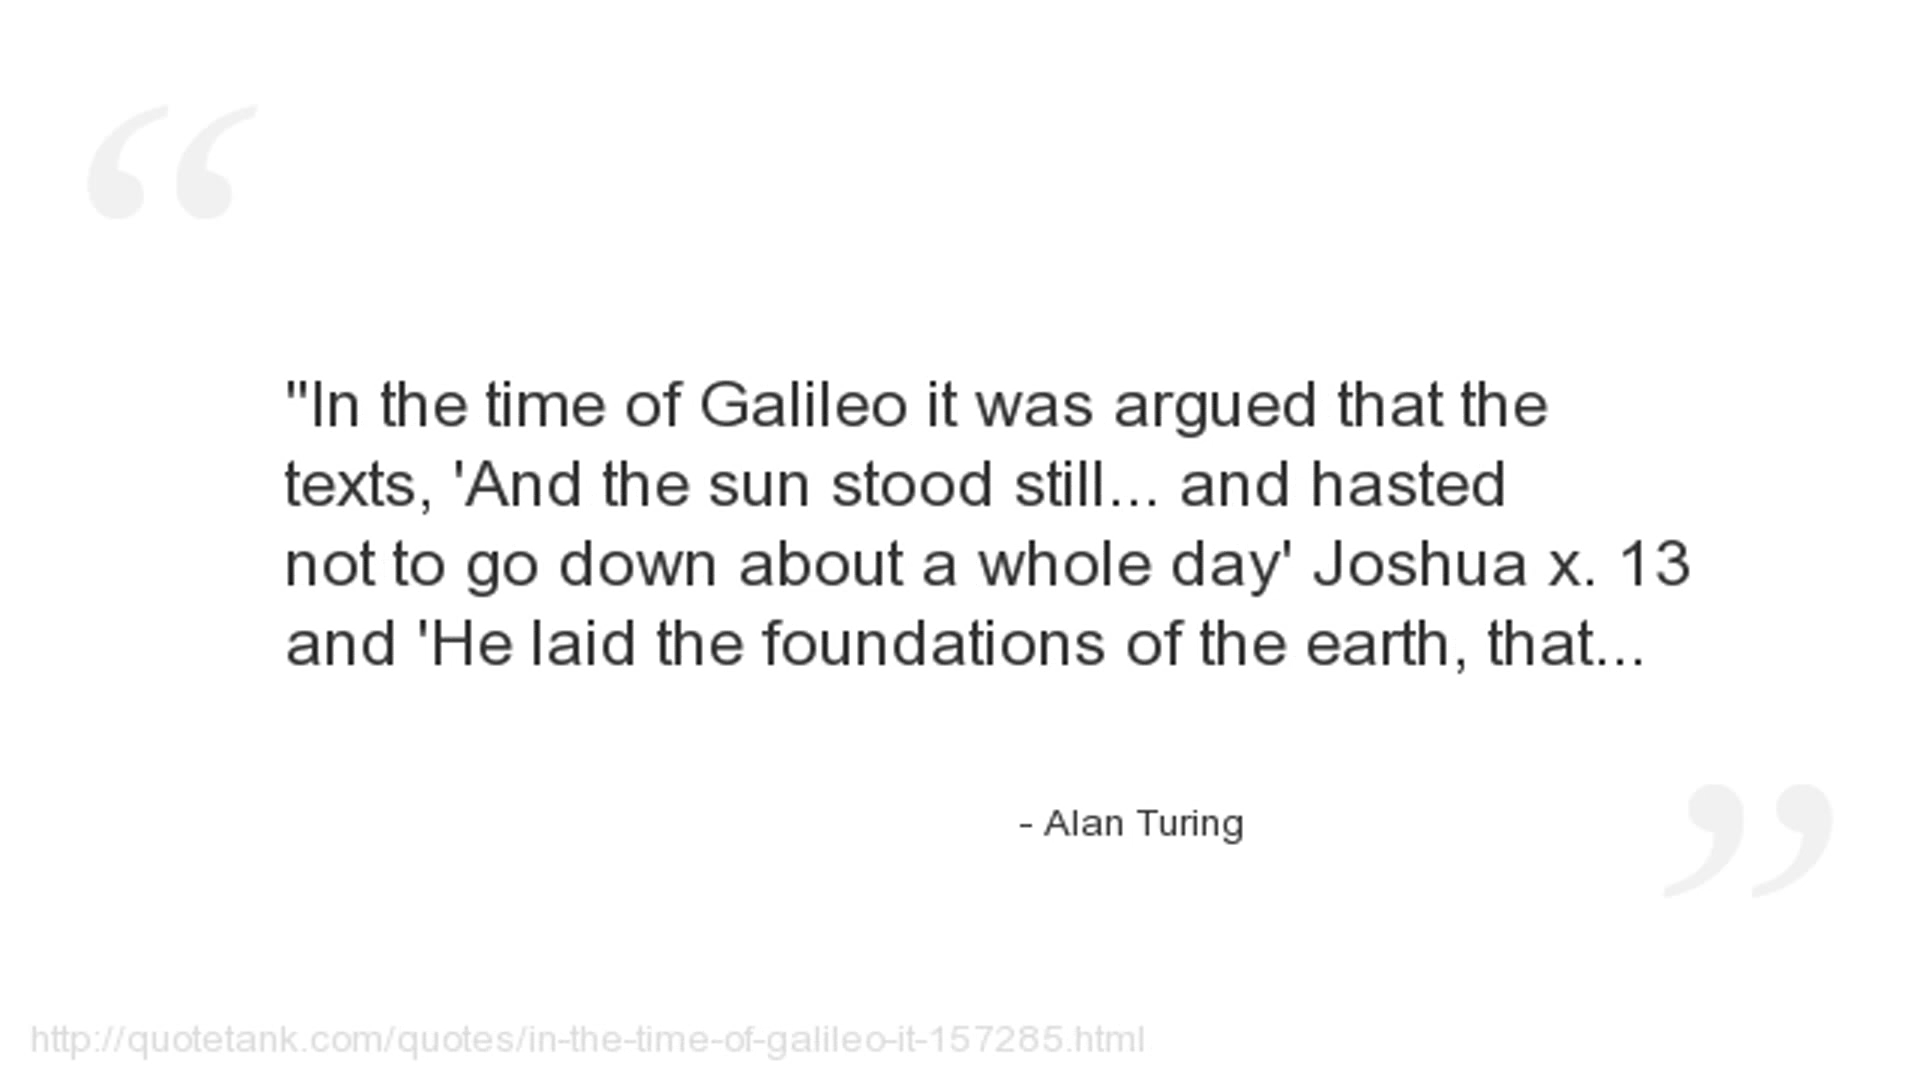 "In the time of Galileo it was argued that the
texts, 'And the sun stood still... and hasted
not to go down about a whole day' Joshua x. 13
and 'He laid the foundations of the earth, that...
- Alan Turing
http://quotetank.com/quotes/in-the-time-of-galileo-it-157285.html